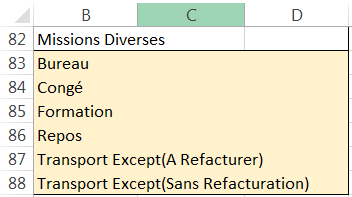 B C D
82 Missions Diverses
83 Bureau
84 Congé
85 Formation
86 Repos
87 Transport Except(A Refacturer)
88 Transport Except(Sans Refacturation)